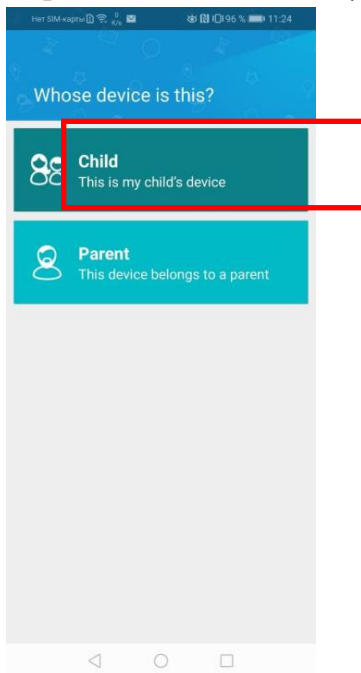 Нет SIM-карты 0 K/s 96 % 11:24
Whose device is this?
Child
This is my child's device
Parent
This device belongs to a parent